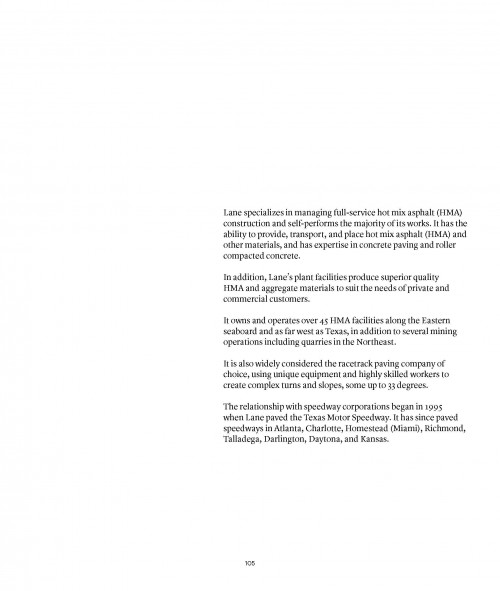 Lane specializes in managing full-service hot mix asphalt (HMA)
construction and self-performs the majority of its works. It has the
ability to provide, transport, and place hot mix asphalt (HMA) and
other materials, and has expertise in concrete paving and roller
compacted concrete.
In addition, Lane's plant facilities produce superior quality
HMA and aggregate materials to suit the needs of private and
commercial customers.
It owns and operates over 45 HMA facilities along the Eastern
seaboard and as far west as Texas, in addition to several mining
operations including quarries in the Northeast.
It is also widely considered the racetrack paving company of
choice, using unique equipment and highly skilled workers to
create complex turns and slopes, some up to 33 degrees.
The relationship with speedway corporations began in 1995
when Lane paved the Texas Motor Speedway. It has since paved
speedways in Atlanta, Charlotte, Homestead (Miami), Richmond,
Talladega, Darlington, Daytona, and Kansas.
105